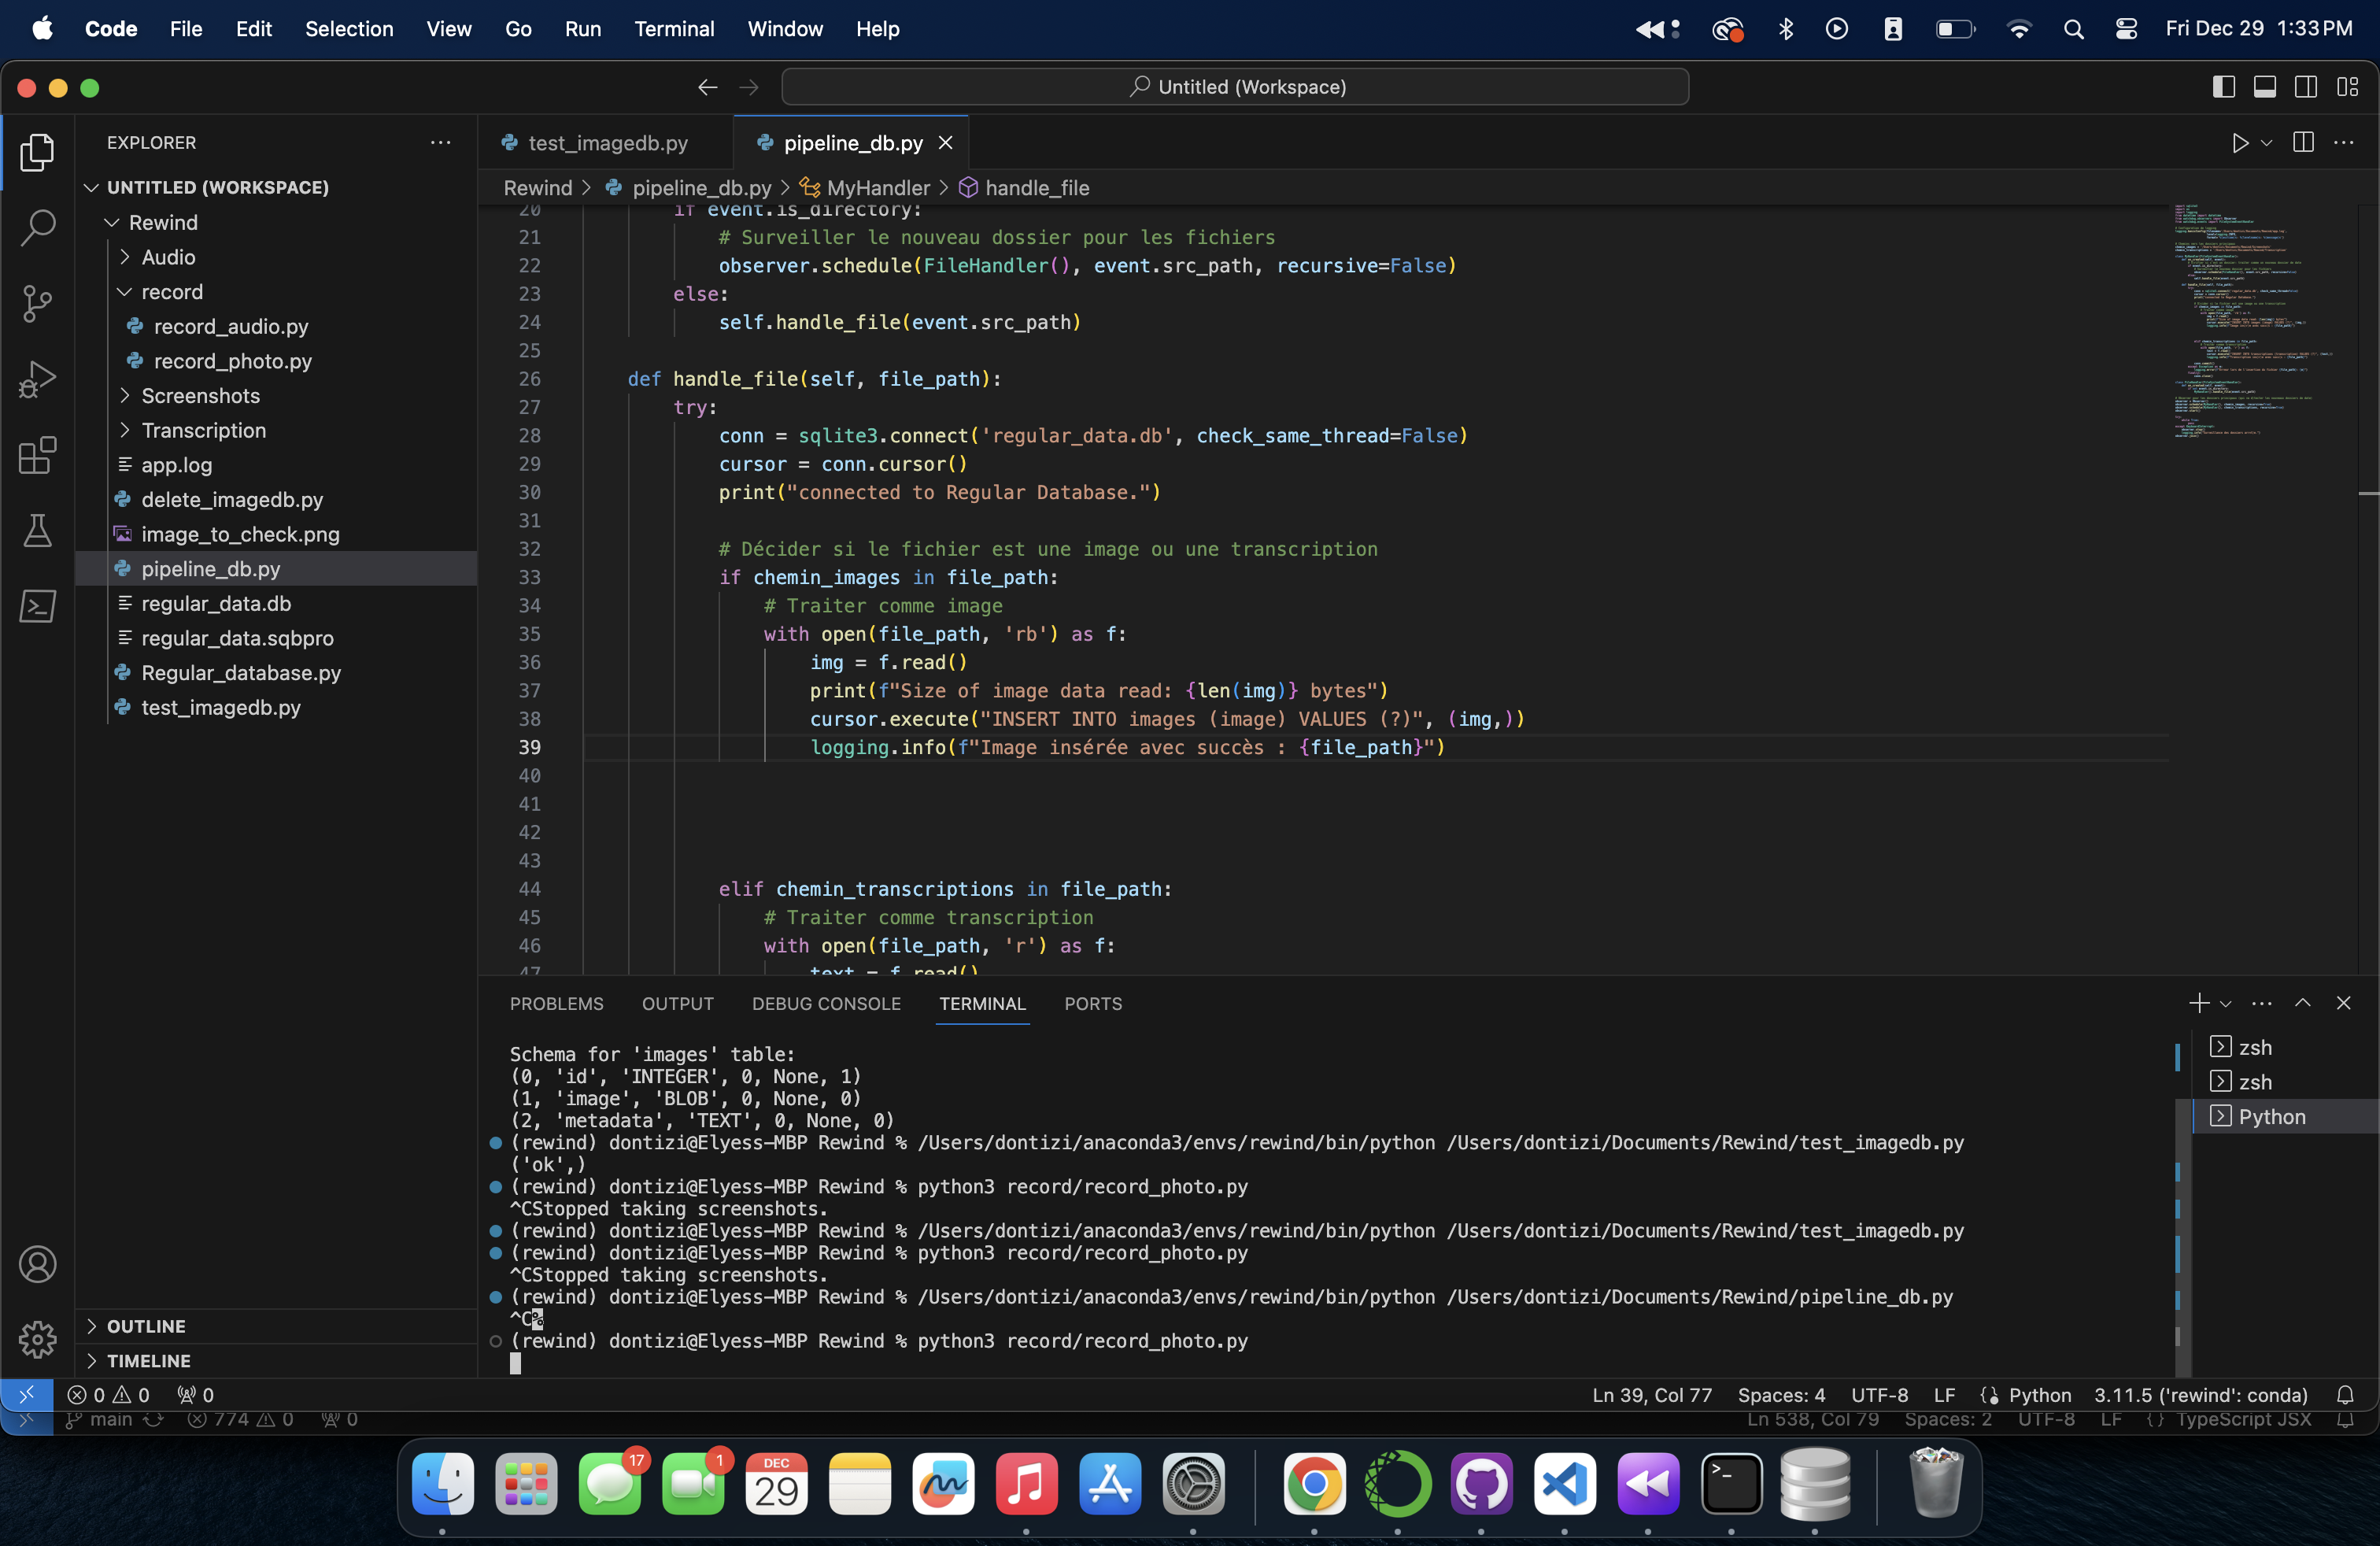 Code File Edit Selection View Go Run Terminal Window Help Fri Dec 29 1:33 PM
Untitled (Workspace)
EXPLORER
UNTITLED (WORKSPACE)
Rewind
Audio
record
record_audio.py
record_photo.py
Screenshots
Transcription
app.log
delete_imagedb.py
image_to_check.png
pipeline_db.py
regular_data.db
regular_data.sqbpro
Regular_database.py
test_imagedb.py
OUTLINE
TIMELINE
test_imagedb.py pipeline_db.py
Rewind > pipeline_db.py > MyHandler > handle_file
20 if event.is_directory:
21 # Surveiller le nouveau dossier pour les fichiers
22 observer.schedule(FileHandler(), event.src_path, recursive=False)
23 else:
24 self.handle_file(event.src_path)
25
26 def handle_file(self, file_path):
27 try:
28 conn = sqlite3.connect('regular_data.db', check_same_thread=False)
29 cursor = conn.cursor()
30 print("connected to Regular Database.")
31
32 # Décider si le fichier est une image ou une transcription
33 if chemin_images in file_path:
34 # Traiter comme image
35 with open(file_path, 'rb') as f:
36 img = f.read()
37 print(f"Size of image data read: {len(img)} bytes")
38 cursor.execute("INSERT INTO images (image) VALUES (?)", (img,))
39 logging.info(f"Image insérée avec succès : {file_path}")
40
41
42
43
44 elif chemin_transcriptions in file_path:
45 # Traiter comme transcription
46 with open(file_path, 'r') as f:
47 text = f.read()
PROBLEMS OUTPUT DEBUG CONSOLE TERMINAL PORTS
Schema for 'images' table:
(0, 'id', 'INTEGER', 0, None, 1)
(1, 'image', 'BLOB', 0, None, 0)
(2, 'metadata', 'TEXT', 0, None, 0)
(rewind) dontizi@Elyess-MBP Rewind % /Users/dontizi/anaconda3/envs/rewind/bin/python /Users/dontizi/Documents/Rewind/test_imagedb.py
('ok',)
(rewind) dontizi@Elyess-MBP Rewind % python3 record/record_photo.py
^CStopped taking screenshots.
(rewind) dontizi@Elyess-MBP Rewind % /Users/dontizi/anaconda3/envs/rewind/bin/python /Users/dontizi/Documents/Rewind/test_imagedb.py
(rewind) dontizi@Elyess-MBP Rewind % python3 record/record_photo.py
^CStopped taking screenshots.
(rewind) dontizi@Elyess-MBP Rewind % /Users/dontizi/anaconda3/envs/rewind/bin/python /Users/dontizi/Documents/Rewind/pipeline_db.py
^C%
(rewind) dontizi@Elyess-MBP Rewind % python3 record/record_photo.py
zsh
zsh
Python
0 0 0 Ln 39, Col 77 Spaces: 4 UTF-8 LF Python 3.11.5 ('rewind': conda)
main 774 0 0 Ln 538, Col 79 Spaces: 2 UTF-8 LF {} TypeScript JSX
17
1
DEC
29